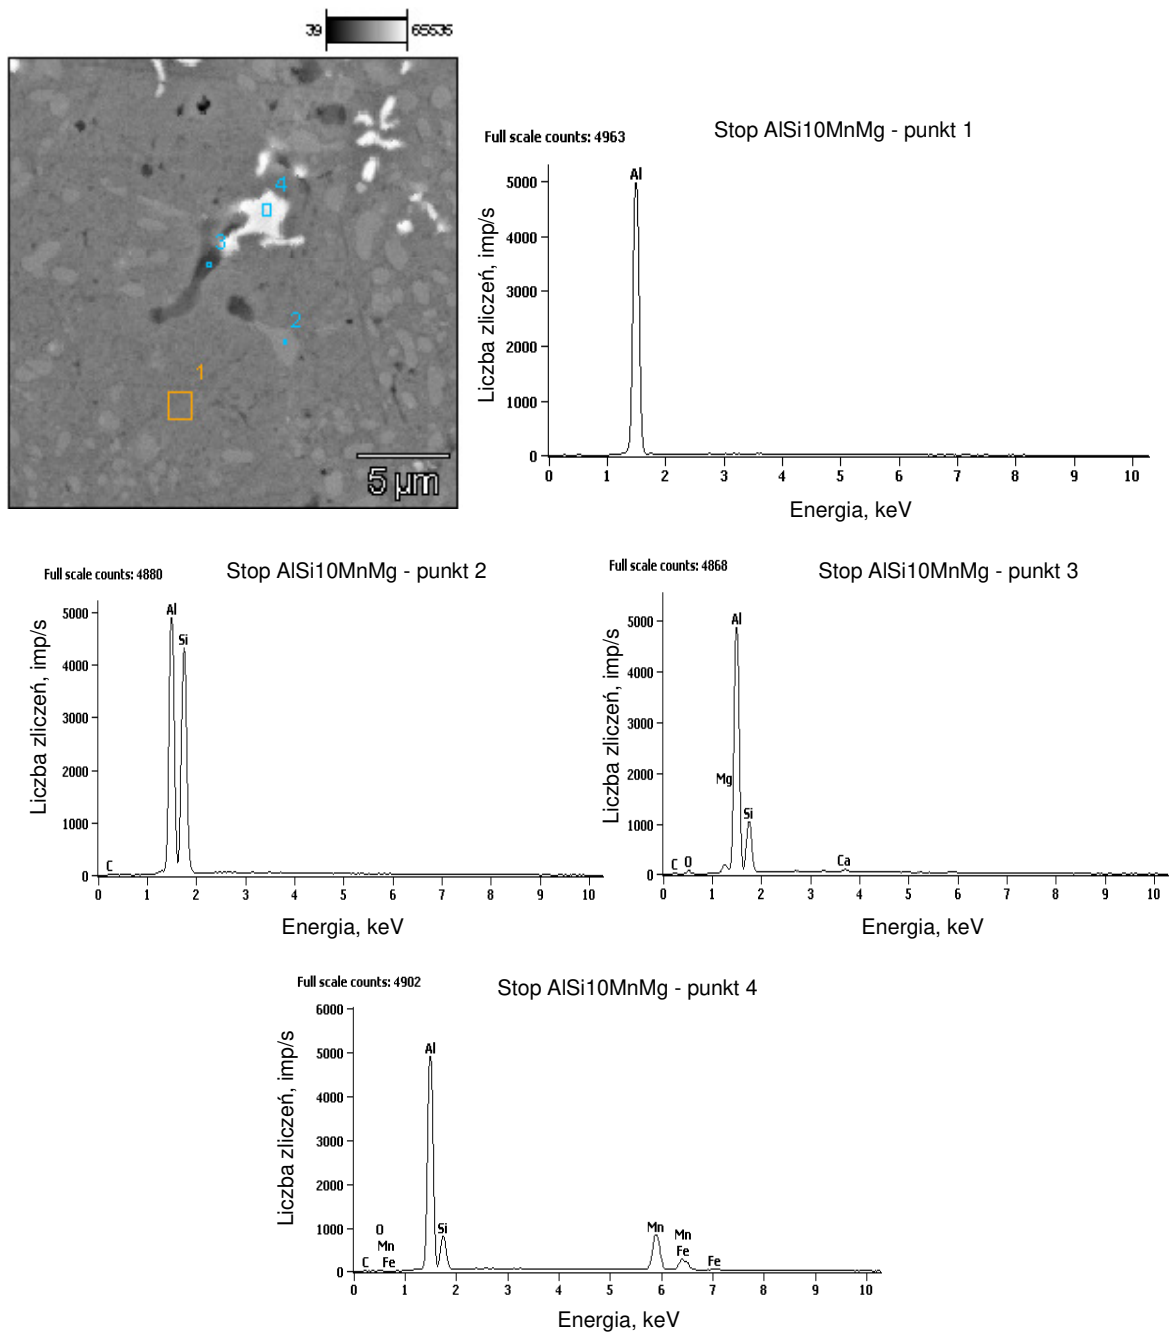 39 65535
4
3
2
1
5 µm
Full scale counts: 4963
Stop AlSi10MnMg - punkt 1
Liczba zliczeń, imp/s
5000
4000
3000
2000
1000
0
Al
0 1 2 3 4 5 6 7 8 9 10
Energia, keV
Full scale counts: 4880
Stop AlSi10MnMg - punkt 2
Liczba zliczeń, imp/s
5000
4000
3000
2000
1000
0
Al
Si
C
0 1 2 3 4 5 6 7 8 9 10
Energia, keV
Full scale counts: 4868
Stop AlSi10MnMg - punkt 3
Liczba zliczeń, imp/s
5000
4000
3000
2000
1000
0
Al
Mg
Si
C O Ca
0 1 2 3 4 5 6 7 8 9 10
Energia, keV
Full scale counts: 4902
Stop AlSi10MnMg - punkt 4
Liczba zliczeń, imp/s
6000
5000
4000
3000
2000
1000
0
Al
O Si Mn Mn
Mn Fe
C Fe Fe
0 1 2 3 4 5 6 7 8 9 10
Energia, keV